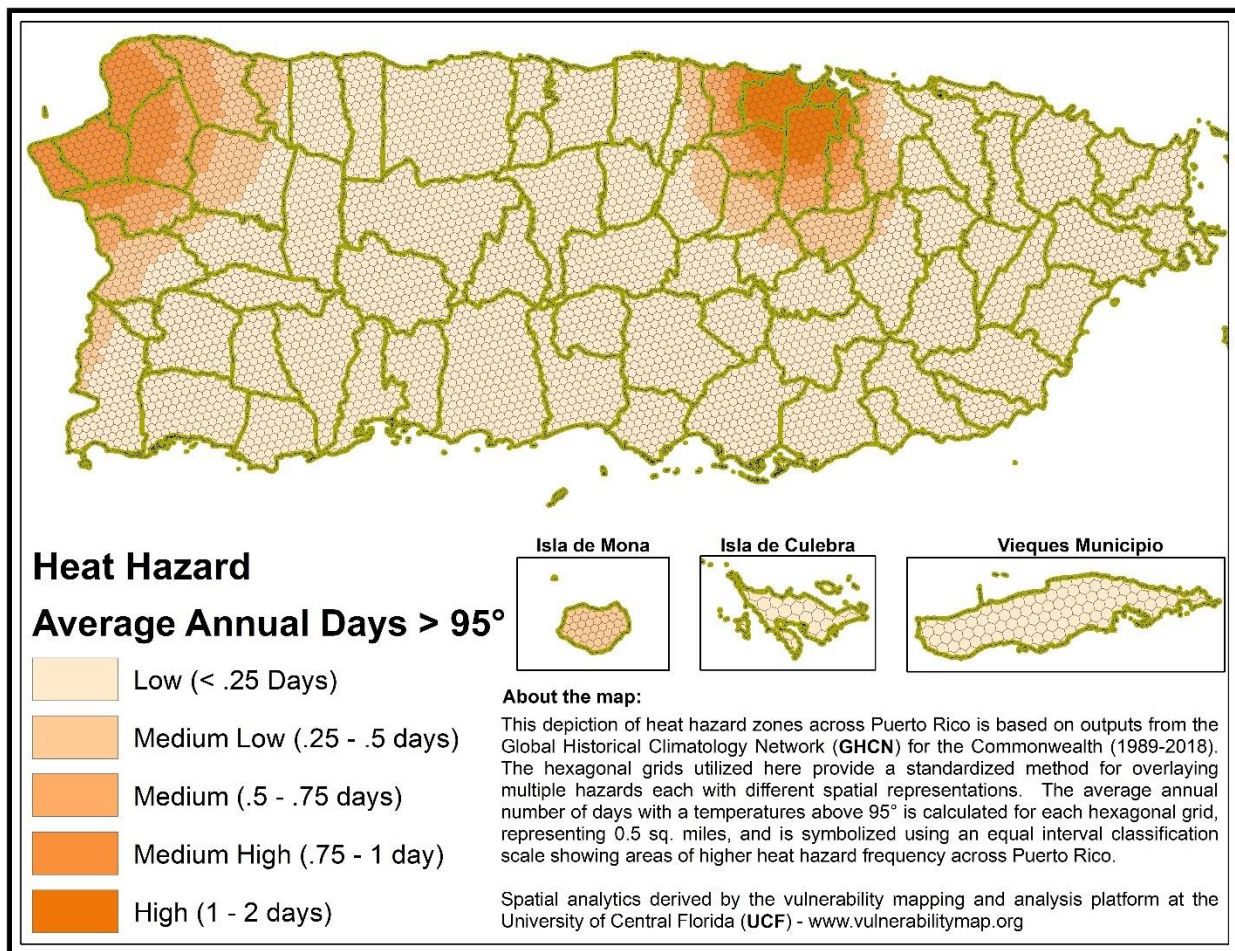 Isla de Mona
Isla de Culebra
Vieques Municipio
Heat Hazard
Average Annual Days > 95°
Low (< .25 Days)
Medium Low (.25 - .5 days)
Medium (.5 - .75 days)
Medium High (.75 - 1 day)
High (1 - 2 days)
About the map:
This depiction of heat hazard zones across Puerto Rico is based on outputs from the
Global Historical Climatology Network (GHCN) for the Commonwealth (1989-2018).
The hexagonal grids utilized here provide a standardized method for overlaying
multiple hazards each with different spatial representations. The average annual
number of days with a temperatures above 95° is calculated for each hexagonal grid,
representing 0.5 sq. miles, and is symbolized using an equal interval classification
scale showing areas of higher heat hazard frequency across Puerto Rico.
Spatial analytics derived by the vulnerability mapping and analysis platform at the
University of Central Florida (UCF) - www.vulnerabilitymap.org